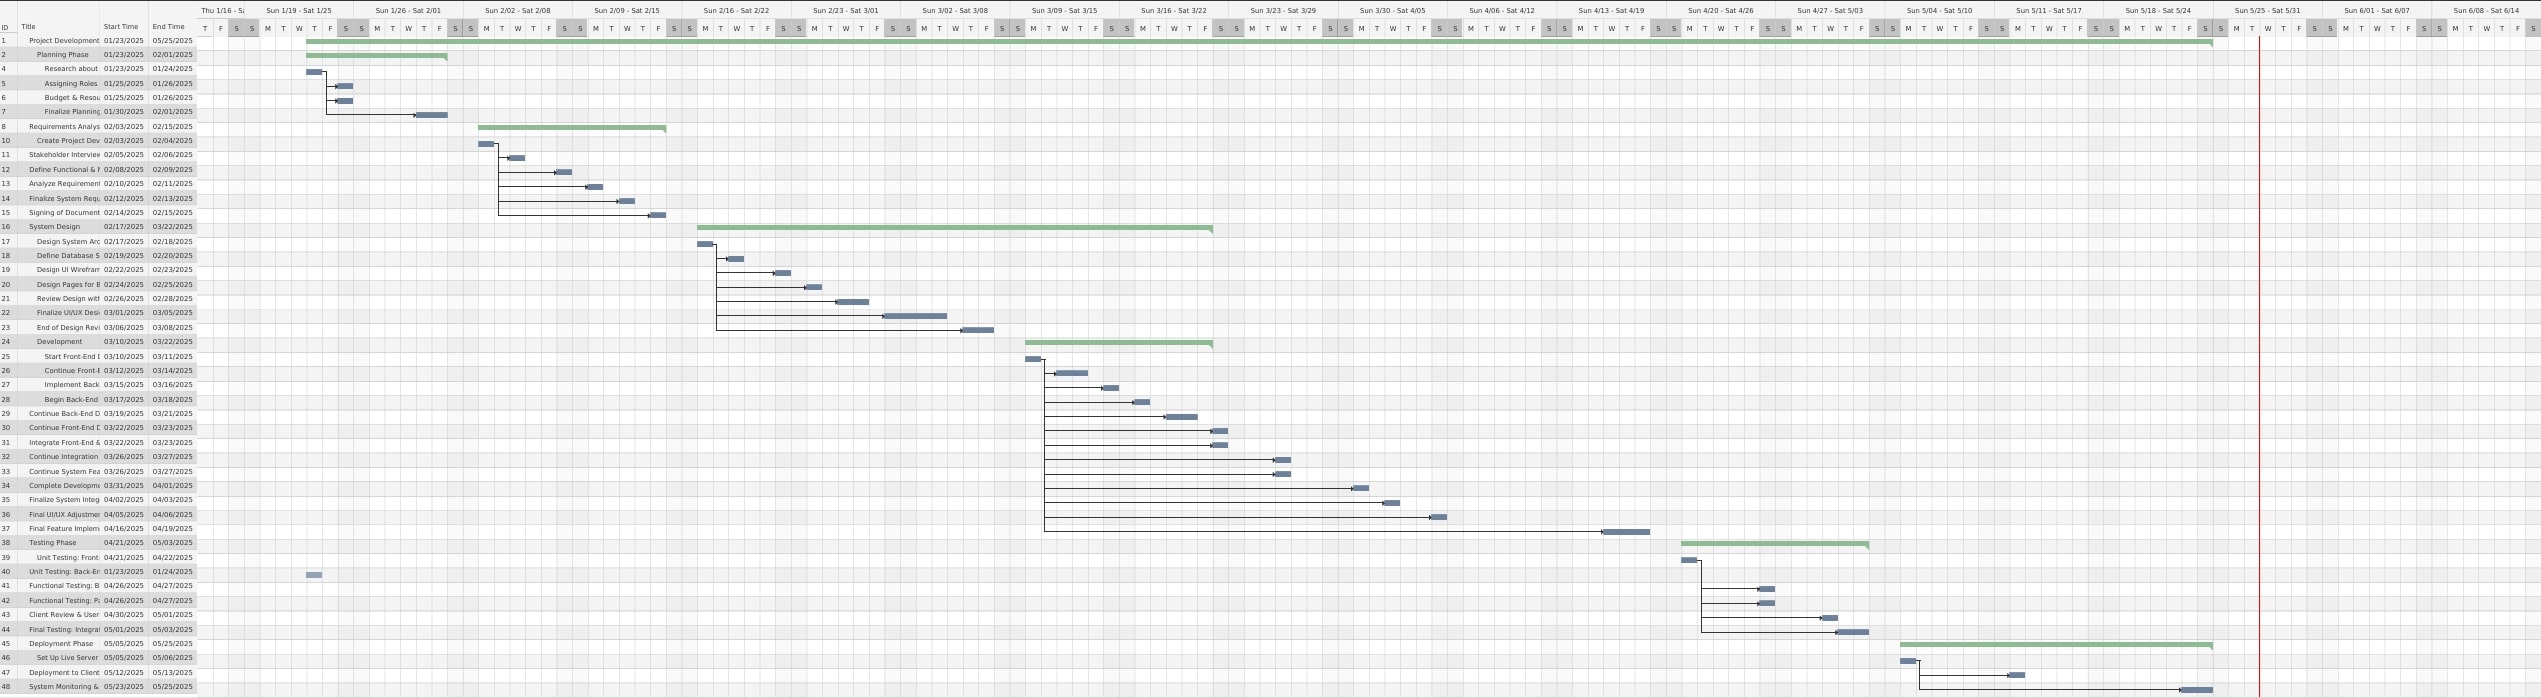 Thu 1/16 - Sa Sun 1/19 - Sat 1/25 Sun 1/26 - Sat 2/01 Sun 2/02 - Sat 2/08 Sun 2/09 - Sat 2/15 Sun 2/16 - Sat 2/22 Sun 2/23 - Sat 3/01 Sun 3/02 - Sat 3/08 Sun 3/09 - Sat 3/15 Sun 3/16 - Sat 3/22 Sun 3/23 - Sat 3/29 Sun 3/30 - Sat 4/05 Sun 4/06 - Sat 4/12 Sun 4/13 - Sat 4/19 Sun 4/20 - Sat 4/26 Sun 4/27 - Sat 5/03 Sun 5/04 - Sat 5/10 Sun 5/11 - Sat 5/17 Sun 5/18 - Sat 5/24 Sun 5/25 - Sat 5/31 Sun 6/01 - Sat 6/07 Sun 6/08 - Sat 6/14
ID Title Start Time End Time T F S S M T W T F S S M T W T F S S M T W T F S S M T W T F S S M T W T F S S M T W T F S S M T W T F S S M T W T F S S M T W T F S S M T W T F S S M T W T F S S M T W T F S S M T W T F S S M T W T F S S M T W T F S S M T W T F S S M T W T F S S M T W T F S S M T W T F S S M T W T F S S M T W T F S S M T W T F S
1 Project Development 01/23/2025 05/25/2025
2 Planning Phase 01/23/2025 02/01/2025
4 Research about 01/23/2025 01/24/2025
5 Assigning Roles 01/25/2025 01/26/2025
6 Budget & Resou 01/25/2025 01/26/2025
7 Finalize Planning 01/30/2025 02/01/2025
8 Requirements Analys 02/03/2025 02/15/2025
10 Create Project Dev 02/03/2025 02/04/2025
11 Stakeholder Interview 02/05/2025 02/06/2025
12 Define Functional & 02/08/2025 02/09/2025
13 Analyze Requirement 02/10/2025 02/11/2025
14 Finalize System Requ 02/12/2025 02/13/2025
15 Signing of Document 02/14/2025 02/15/2025
16 System Design 02/17/2025 03/22/2025
17 Design System Arc 02/17/2025 02/18/2025
18 Define Database S 02/19/2025 02/20/2025
19 Design UI Wirefram 02/22/2025 02/23/2025
20 Design Pages for B 02/24/2025 02/25/2025
21 Review Design with 02/26/2025 02/28/2025
22 Finalize UI/UX Desi 03/01/2025 03/05/2025
23 End of Design Revi 03/06/2025 03/08/2025
24 Development 03/10/2025 03/22/2025
25 Start Front-End D 03/10/2025 03/11/2025
26 Continue Front-E 03/12/2025 03/14/2025
27 Implement Back 03/15/2025 03/16/2025
28 Begin Back-End 03/17/2025 03/18/2025
29 Continue Back-End D 03/19/2025 03/21/2025
30 Continue Front-End D 03/22/2025 03/23/2025
31 Integrate Front-End & 03/22/2025 03/23/2025
32 Continue Integration 03/26/2025 03/27/2025
33 Continue System Fea 03/26/2025 03/27/2025
34 Complete Developme 03/31/2025 04/01/2025
35 Finalize System Integ 04/02/2025 04/03/2025
36 Final UI/UX Adjustmen 04/05/2025 04/06/2025
37 Final Feature Implem 04/16/2025 04/19/2025
38 Testing Phase 04/21/2025 05/03/2025
39 Unit Testing: Front- 04/21/2025 04/22/2025
40 Unit Testing: Back-En 01/23/2025 01/24/2025
41 Functional Testing: B 04/26/2025 04/27/2025
42 Functional Testing: Pa 04/26/2025 04/27/2025
43 Client Review & User 04/30/2025 05/01/2025
44 Final Testing: Integrat 05/01/2025 05/03/2025
45 Deployment Phase 05/05/2025 05/25/2025
46 Set Up Live Server 05/05/2025 05/06/2025
47 Deployment to Client 05/12/2025 05/13/2025
48 System Monitoring & 05/23/2025 05/25/2025